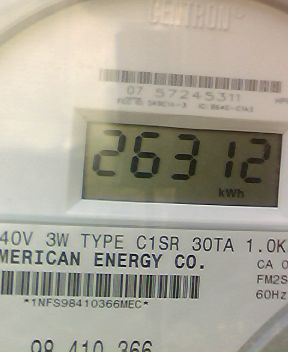 CENTRON
07 57245311
26312
kWh
40V 3W TYPE C1SR 30TA 1.0K
MERICAN ENERGY CO.
CA 0
FM2S
60Hz
*1NFS98410366MEC*
98 410 366